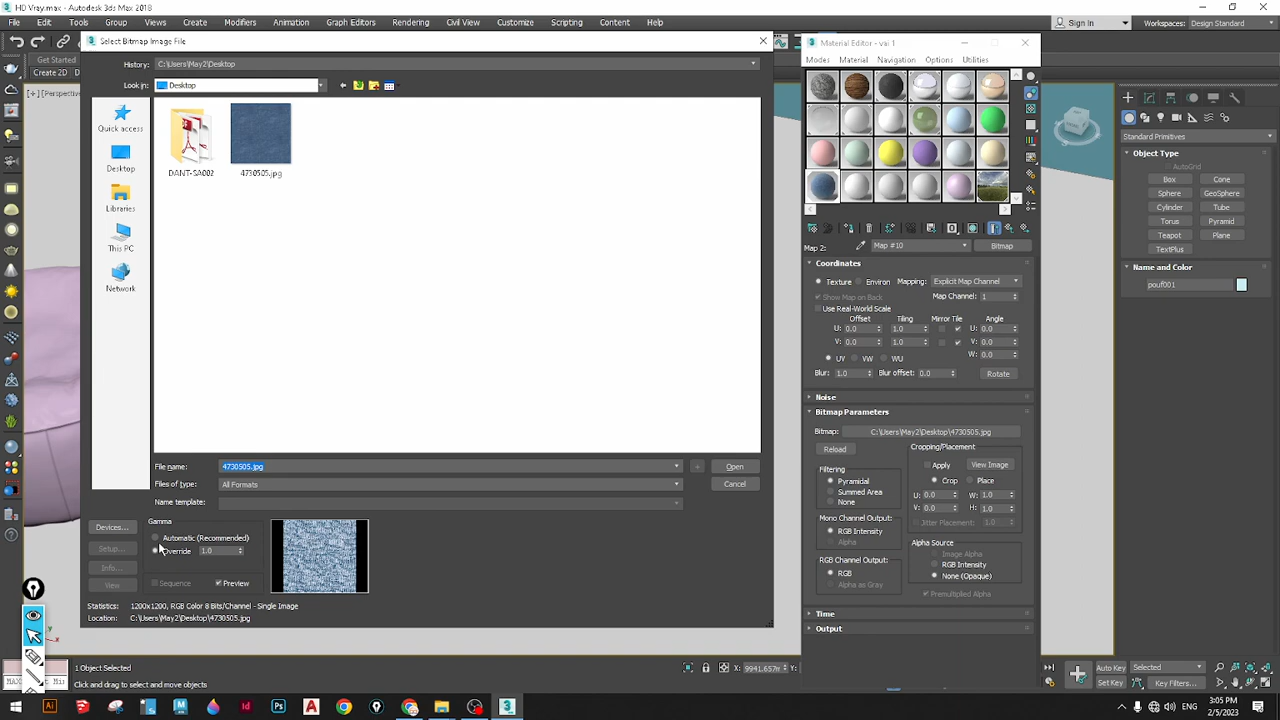 HD Vray.max - Autodesk 3ds Max 2018
File Edit Tools Group Views Create Modifiers Animation Graph Editors Rendering Civil View Customize Scripting Content Help
Sign In
Workspaces: Design Standard
Get Started
Create 2D
[ + ] [ Perspective
Select Bitmap Image File
History: C:\Users\May2\Desktop
Look in: Desktop
Quick access
Desktop
Libraries
This PC
Network
DANT-SA002
4730505.jpg
File name: 4730505.jpg
Open
Files of type: All Formats
Cancel
Name template:
Devices...
Setup...
Info...
View
Gamma
Automatic (Recommended)
Override 1.0
Sequence
Preview
Statistics: 1200x1200, RGB Color 8 Bits/Channel - Single Image
Location: C:\Users\May2\Desktop\4730505.jpg
Material Editor - vai 1
Modes Material Navigation Options Utilities
Map 2: Map #10 Bitmap
Coordinates
Texture Environ Mapping: Explicit Map Channel
Show Map on Back Map Channel: 1
Use Real-World Scale
Offset Tiling Mirror Tile Angle
U: 0.0 1.0 U: 0.0
V: 0.0 1.0 V: 0.0
W: 0.0
UV VW WU
Blur: 1.0 Blur offset: 0.0 Rotate
Noise
Bitmap Parameters
Bitmap: C:\Users\May2\Desktop\4730505.jpg
Reload
Cropping/Placement
Apply View Image
Crop Place
U: 0.0 W: 1.0
V: 0.0 H: 1.0
Jitter Placement: 1.0
Filtering
Pyramidal
Summed Area
None
Mono Channel Output:
RGB Intensity
Alpha
RGB Channel Output:
RGB
Alpha as Gray
Alpha Source
Image Alpha
RGB Intensity
None (Opaque)
Premultiplied Alpha
Time
Output
Standard Primitives
Object Type
AutoGrid
Box Cone
Sphere GeoSphere
Cylinder Tube
Torus Pyramid
Teapot Plane
TextPlus
Name and Color
pouf001
1 Object Selected
Click and drag to select and move objects
X: 9941.657m Y:
Auto Key Selected
Set Key Key Filters...
3:05 PM
2/5/2023